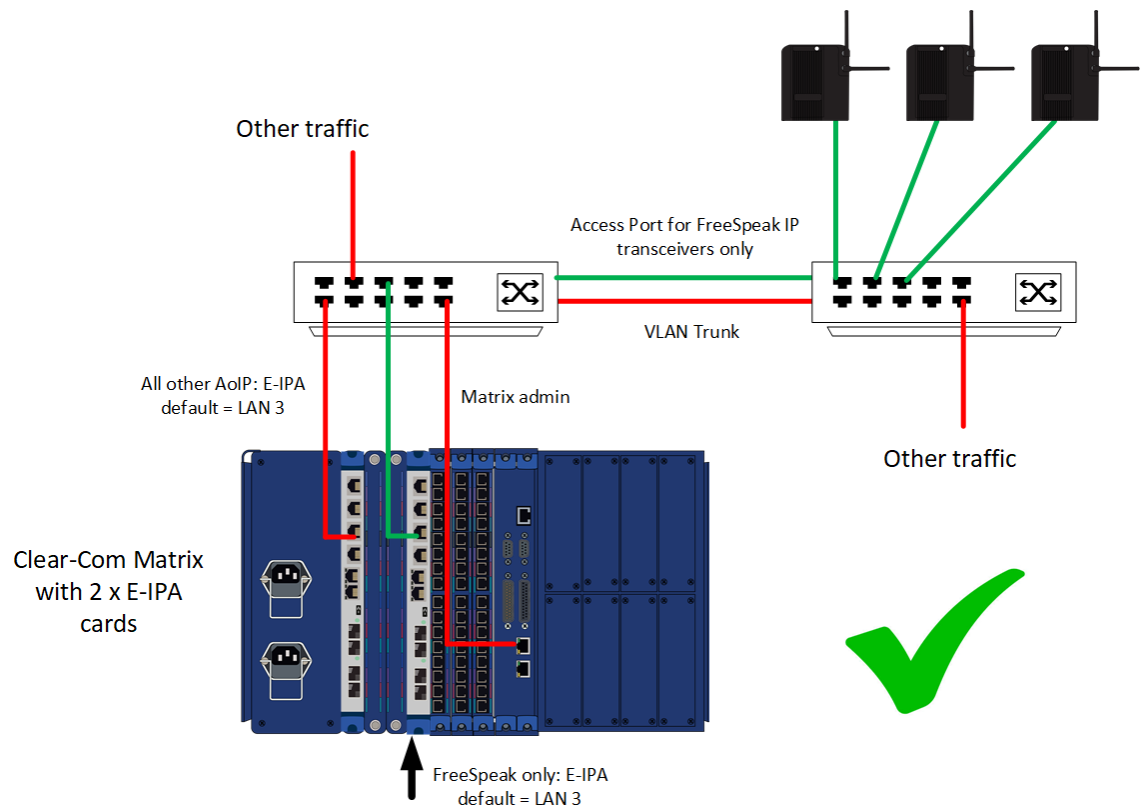 Other traffic
Access Port for FreeSpeak IP
transceivers only
VLAN Trunk
All other AoIP: E-IPA
default = LAN 3
Matrix admin
Other traffic
Clear-Com Matrix
with 2 x E-IPA
cards
FreeSpeak only: E-IPA
default = LAN 3